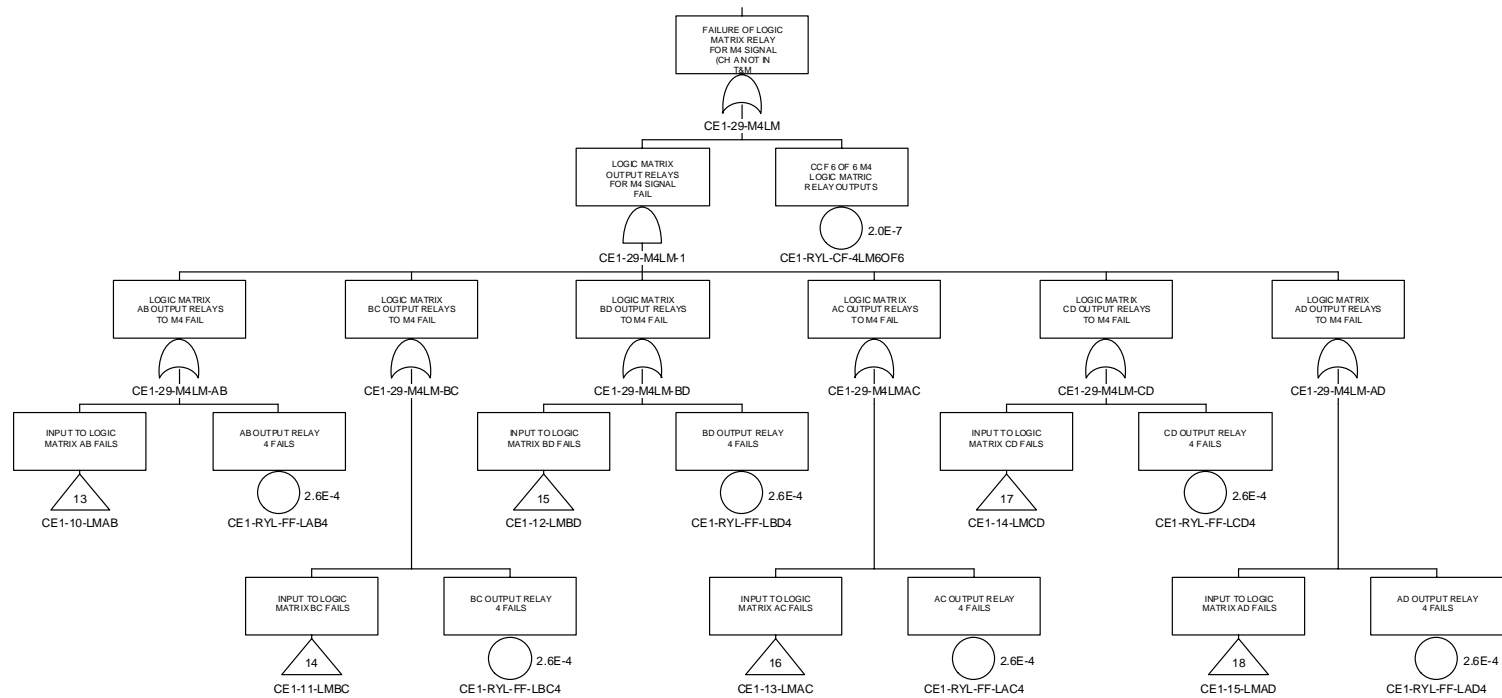 FAILURE OF LOGIC
MATRIX RELAY
FOR M4 SIGNAL
(CH A NOT IN
T&M
CE1-29-M4LM
LOGIC MATRIX
OUTPUT RELAYS
FOR M4 SIGNAL
FAIL
CCF 6 OF 6 M4
LOGIC MATRIC
RELAY OUTPUTS
2.0E-7
CE1-29-M4LM-1
CE1-RYL-CF-4LM6OF6
LOGIC MATRIX
AB OUTPUT RELAYS
TO M4 FAIL
LOGIC MATRIX
BC OUTPUT RELAYS
TO M4 FAIL
LOGIC MATRIX
BD OUTPUT RELAYS
TO M4 FAIL
LOGIC MATRIX
AC OUTPUT RELAYS
TO M4 FAIL
LOGIC MATRIX
CD OUTPUT RELAYS
TO M4 FAIL
LOGIC MATRIX
AD OUTPUT RELAYS
TO M4 FAIL
CE1-29-M4LM-AB
CE1-29-M4LM-BC
CE1-29-M4LM-BD
CE1-29-M4LMAC
CE1-29-M4LM-CD
CE1-29-M4LM-AD
INPUT TO LOGIC
MATRIX AB FAILS
AB OUTPUT RELAY
4 FAILS
INPUT TO LOGIC
MATRIX BD FAILS
BD OUTPUT RELAY
4 FAILS
INPUT TO LOGIC
MATRIX CD FAILS
CD OUTPUT RELAY
4 FAILS
13
2.6E-4
15
2.6E-4
17
2.6E-4
CE1-10-LMAB
CE1-RYL-FF-LAB4
CE1-12-LMBD
CE1-RYL-FF-LBD4
CE1-14-LMCD
CE1-RYL-FF-LCD4
INPUT TO LOGIC
MATRIX BC FAILS
BC OUTPUT RELAY
4 FAILS
INPUT TO LOGIC
MATRIX AC FAILS
AC OUTPUT RELAY
4 FAILS
INPUT TO LOGIC
MATRIX AD FAILS
AD OUTPUT RELAY
4 FAILS
14
2.6E-4
16
2.6E-4
18
2.6E-4
CE1-11-LMBC
CE1-RYL-FF-LBC4
CE1-13-LMAC
CE1-RYL-FF-LAC4
CE1-15-LMAD
CE1-RYL-FF-LAD4